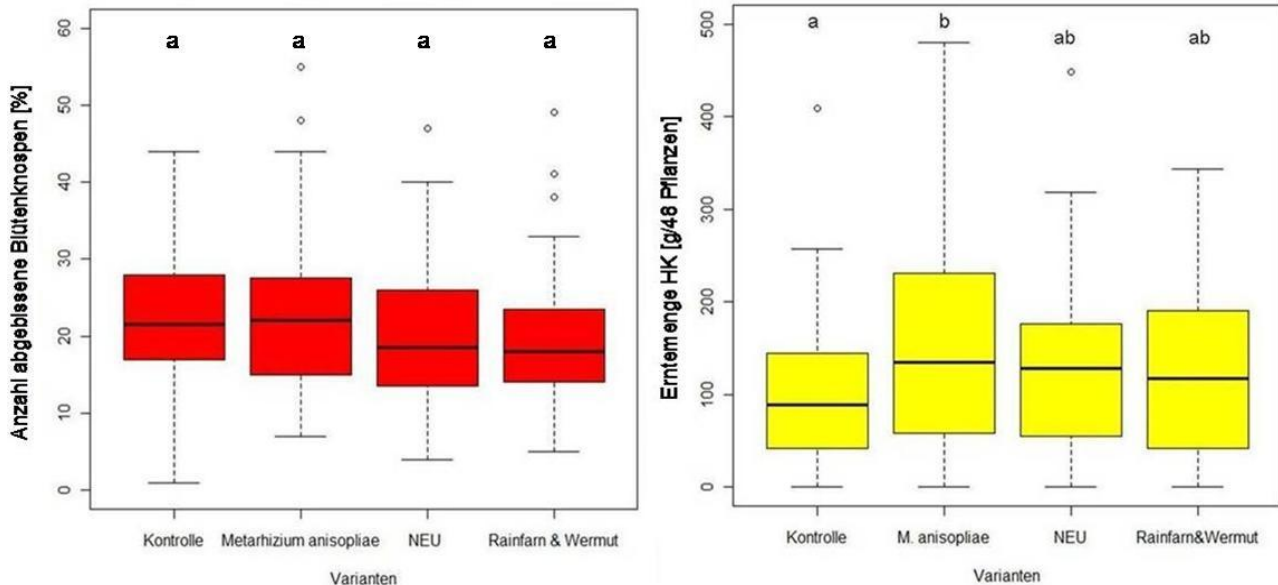 Anzahl abgebissene Blütenknospen [%]
60
50
40
30
20
10
0
a a a a
Kontrolle Metarhizium anisopliae NEU Rainfarn & Wermut
Varianten
Erntemenge HK [g/48 Pflanzen]
500
400
300
200
100
0
a b ab ab
Kontrolle M. anisopliae NEU Rainfarn&Wermut
Varianten